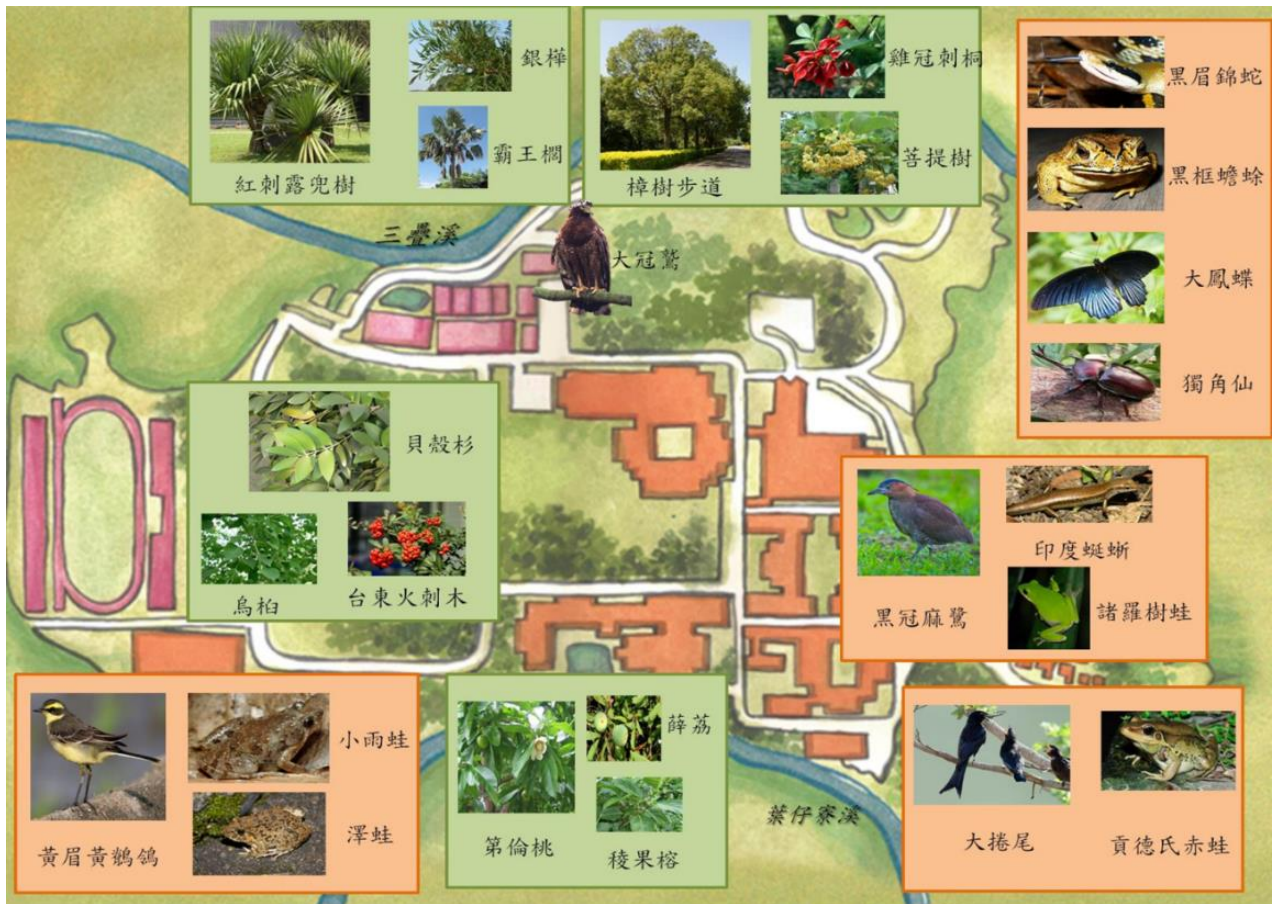 銀樺
霸王櫚
紅刺露兜樹
雞冠刺桐
菩提樹
樟樹步道
黑眉錦蛇
黑框蟾蜍
大鳳蝶
獨角仙
三疊溪
大冠鷲
貝殼杉
烏桕
台東火刺木
印度蜓蜥
黑冠麻鷺
諸羅樹蛙
小雨蛙
澤蛙
黃眉黃鶺鴒
薛荔
第倫桃
稜果榕
葉仔寮溪
大捲尾
貢德氏赤蛙